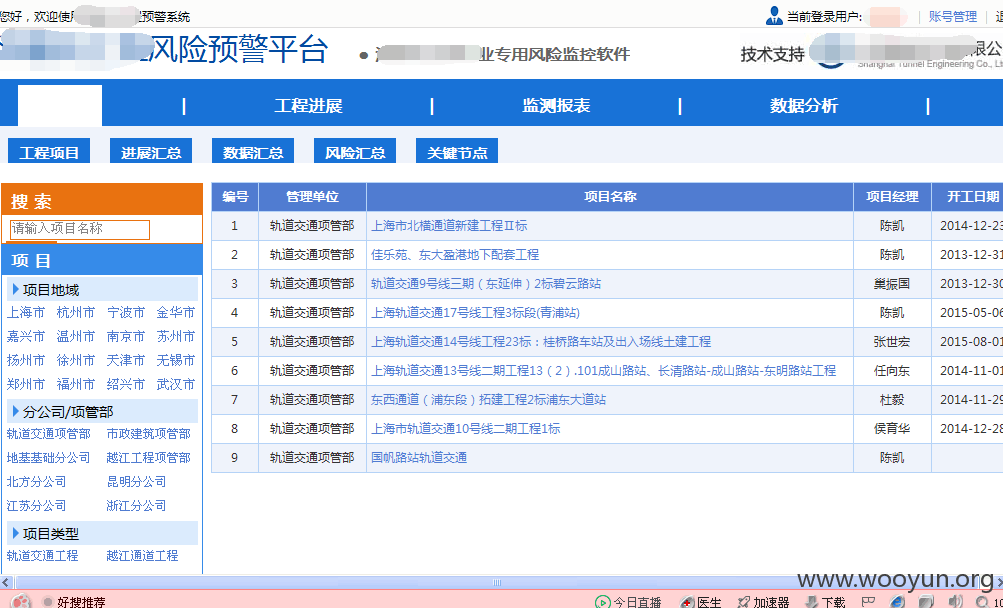 您好，欢迎使 预警系统
当前登录用户: 账号管理
风险预警平台 ● 业专用风险监控软件 技术支持 限公
Shanghai Tunnel Engineering Co., Lt
工程进展 | 监测报表 | 数据分析 |
工程项目 进展汇总 数据汇总 风险汇总 关键节点
搜 索
请输入项目名称
项 目
项目地域
上海市 杭州市 宁波市 金华市
嘉兴市 温州市 南京市 苏州市
扬州市 徐州市 天津市 无锡市
郑州市 福州市 绍兴市 武汉市
分公司/项管部
轨道交通项管部 市政建筑项管部
地基基础分公司 越江工程项管部
北方分公司 昆明分公司
江苏分公司 浙江分公司
项目类型
轨道交通工程 越江通道工程
编号 管理单位 项目名称 项目经理 开工日期
1 轨道交通项管部 上海市北横通道新建工程II标 陈凯 2014-12-23
2 轨道交通项管部 佳乐苑、东大盈港地下配套工程 陈凯 2013-12-31
3 轨道交通项管部 轨道交通9号线三期（东延伸）2标碧云路站 巢振国 2013-12-30
4 轨道交通项管部 上海轨道交通17号线工程3标段(青浦站) 陈凯 2015-05-06
5 轨道交通项管部 上海轨道交通14号线工程23标：桂桥路车站及出入场线土建工程 张世宏 2015-08-01
6 轨道交通项管部 上海轨道交通13号线二期工程13（2）.101成山路站、长清路站-成山路站-东明路站工程 任向东 2014-11-01
7 轨道交通项管部 东西通道（浦东段）拓建工程2标浦东大道站 杜毅 2014-11-29
8 轨道交通项管部 上海市轨道交通10号线二期工程1标 侯育华 2014-12-28
9 轨道交通项管部 国帆路站轨道交通 陈凯
www.wooyun.org
好搜推荐 今日直播 医生 加速器 下载